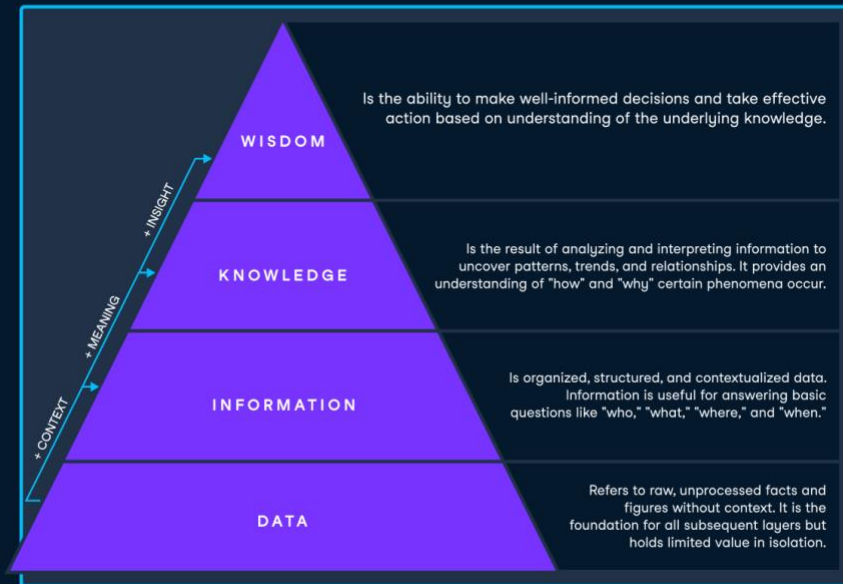 WISDOM
Is the ability to make well-informed decisions and take effective
action based on understanding of the underlying knowledge.
+ INSIGHT
KNOWLEDGE
Is the result of analyzing and interpreting information to
uncover patterns, trends, and relationships. It provides an
understanding of "how" and "why" certain phenomena occur.
+ MEANING
INFORMATION
Is organized, structured, and contextualized data.
Information is useful for answering basic
questions like "who," "what," "where," and "when."
+ CONTEXT
DATA
Refers to raw, unprocessed facts and
figures without context. It is the
foundation for all subsequent layers but
holds limited value in isolation.